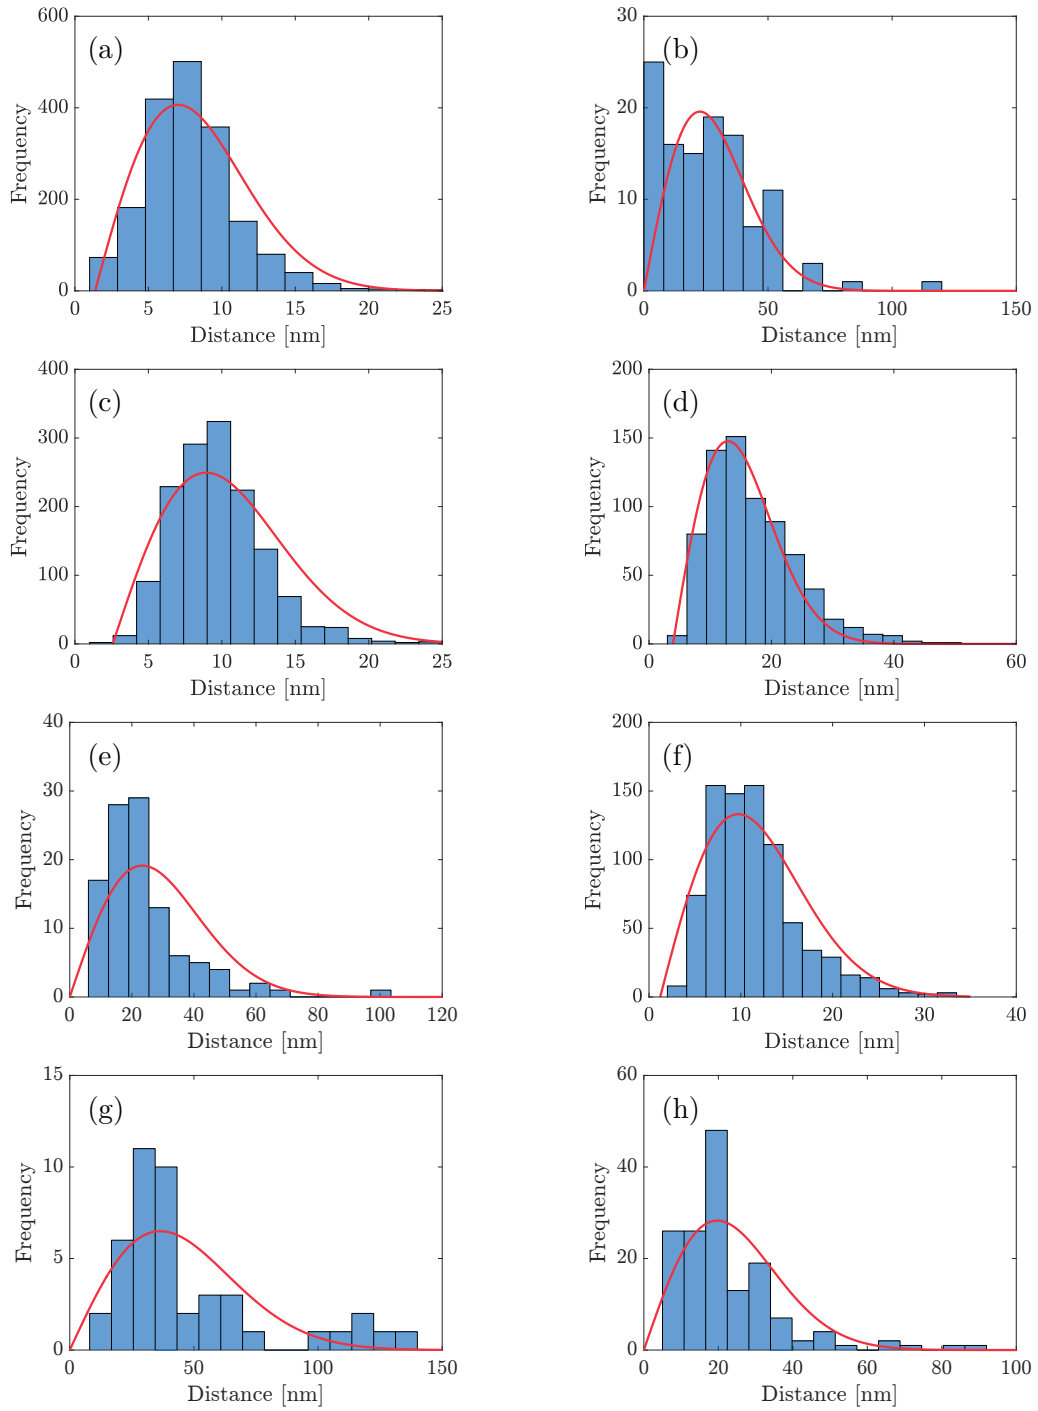 (a)
600
400
200
0
0 5 10 15 20 25
Frequency
Distance [nm]
(b)
30
20
10
0
0 50 100 150
Frequency
Distance [nm]
(c)
400
300
200
100
0
0 5 10 15 20 25
Frequency
Distance [nm]
(d)
200
150
100
50
0
0 20 40 60
Frequency
Distance [nm]
(e)
40
30
20
10
0
0 20 40 60 80 100 120
Frequency
Distance [nm]
(f)
200
150
100
50
0
0 10 20 30 40
Frequency
Distance [nm]
(g)
15
10
5
0
0 50 100 150
Frequency
Distance [nm]
(h)
60
40
20
0
0 20 40 60 80 100
Frequency
Distance [nm]